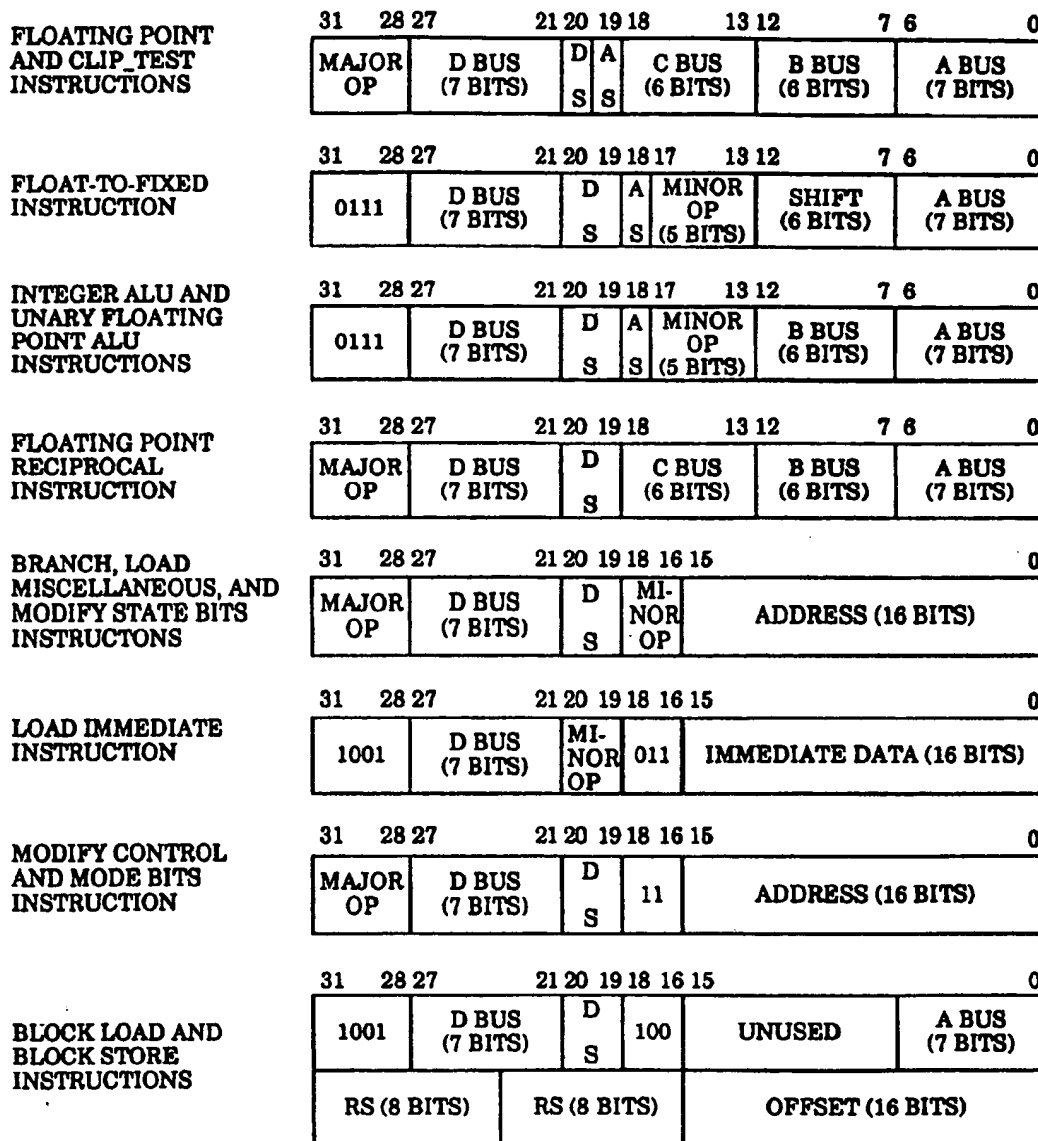 31 28 27 21 20 19 18 13 12 7 6 0
FLOATING POINT
AND CLIP_TEST
INSTRUCTIONS
MAJOR OP D BUS (7 BITS) D S A S C BUS (6 BITS) B BUS (6 BITS) A BUS (7 BITS)
31 28 27 21 20 19 18 17 13 12 7 6 0
FLOAT-TO-FIXED
INSTRUCTION
0111 D BUS (7 BITS) D S A S MINOR OP (5 BITS) SHIFT (6 BITS) A BUS (7 BITS)
31 28 27 21 20 19 18 17 13 12 7 6 0
INTEGER ALU AND
UNARY FLOATING
POINT ALU
INSTRUCTIONS
0111 D BUS (7 BITS) D S A S MINOR OP (5 BITS) B BUS (6 BITS) A BUS (7 BITS)
31 28 27 21 20 19 18 13 12 7 6 0
FLOATING POINT
RECIPROCAL
INSTRUCTION
MAJOR OP D BUS (7 BITS) D S C BUS (6 BITS) B BUS (6 BITS) A BUS (7 BITS)
31 28 27 21 20 19 18 16 15 0
BRANCH, LOAD
MISCELLANEOUS, AND
MODIFY STATE BITS
INSTRUCTONS
MAJOR OP D BUS (7 BITS) D S MI-NOR OP ADDRESS (16 BITS)
31 28 27 21 20 19 18 16 15 0
LOAD IMMEDIATE
INSTRUCTION
1001 D BUS (7 BITS) MI-NOR OP 011 IMMEDIATE DATA (16 BITS)
31 28 27 21 20 19 18 16 15 0
MODIFY CONTROL
AND MODE BITS
INSTRUCTION
MAJOR OP D BUS (7 BITS) D S 11 ADDRESS (16 BITS)
31 28 27 21 20 19 18 16 15 0
BLOCK LOAD AND
BLOCK STORE
INSTRUCTIONS
1001 D BUS (7 BITS) D S 100 UNUSED A BUS (7 BITS)
RS (8 BITS) RS (8 BITS) OFFSET (16 BITS)